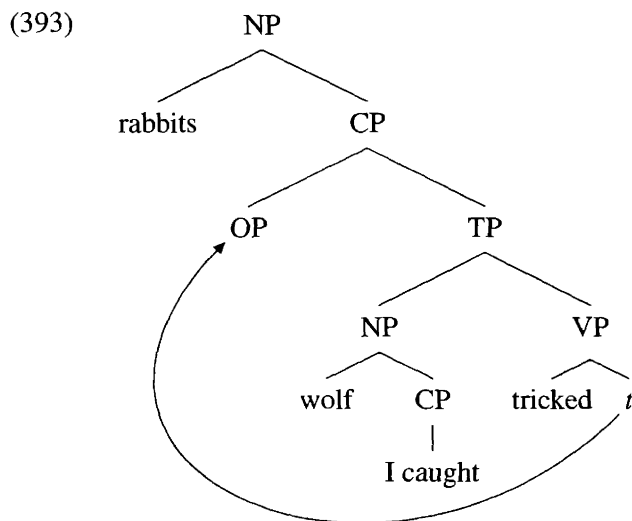 (393) NP
rabbits CP
OP TP
NP VP
wolf CP tricked t
I caught